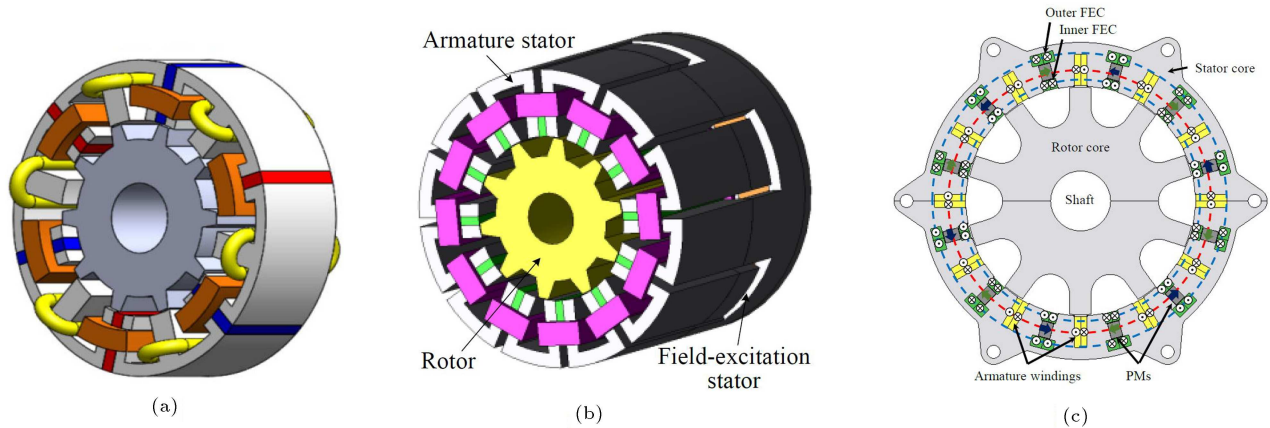 Armature stator
Rotor
Field-excitation
stator
Outer FEC
Inner FEC
Stator core
Rotor core
Shaft
Armature windings
PMs
(a)
(b)
(c)